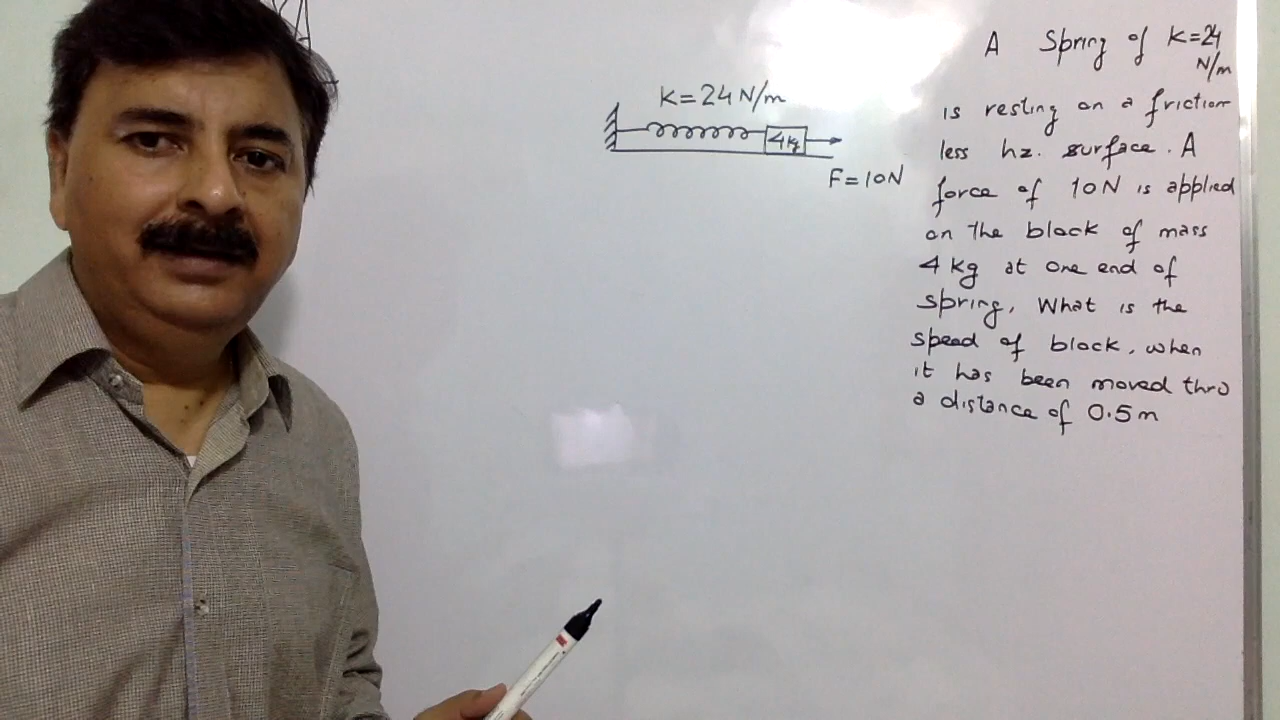 K=24 N/m
4kg
F=10N
A Spring of K=24
N/m
is resting on a friction
less hz. surface. A
force of 10N is applied
on the block of mass
4 kg at one end of
spring. What is the
speed of block, when
it has been moved thro
a distance of 0.5 m